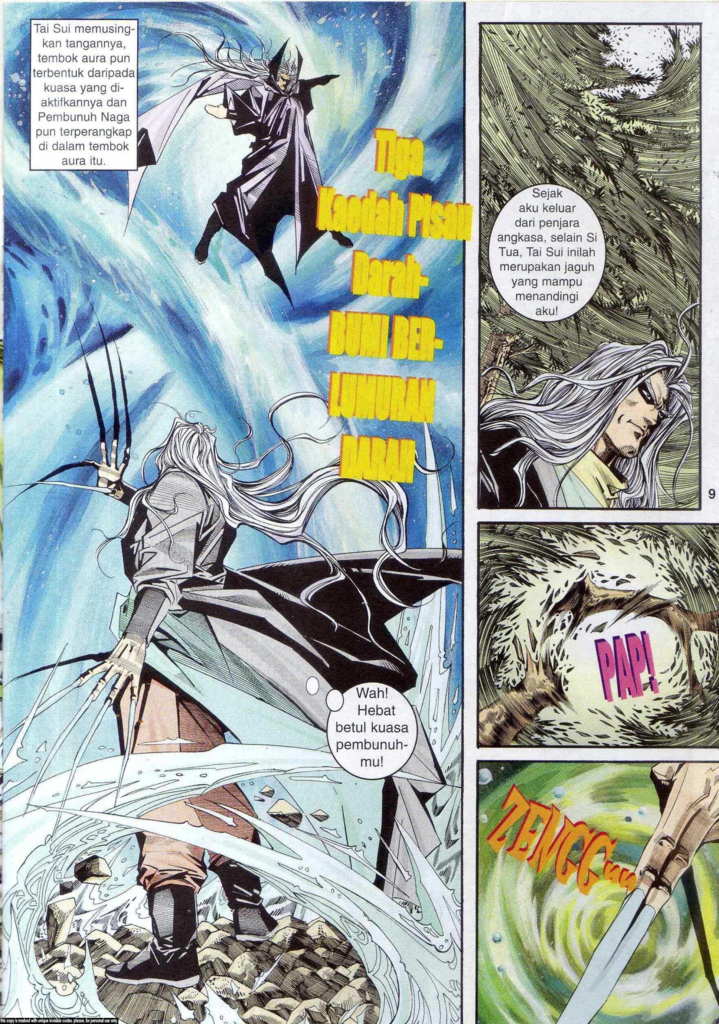 Tai Sui memusing-
kan tangannya,
tembok aura pun
terbentuk daripada
kuasa yang di-
aktifkannya dan
Pembunuh Naga
pun terperangkap
di dalam tembok
aura itu.
Tiga
Kaedah Pisau
Darah-
BUMI BER-
LUMURAN
DARAH
Wah!
Hebat
betul kuasa
pembunuh-
mu!
Sejak
aku keluar
dari penjara
angkasa, selain Si
Tua, Tai Sui inilah
merupakan jaguh
yang mampu
menandingi
aku!
9
PAP!
ZENGG